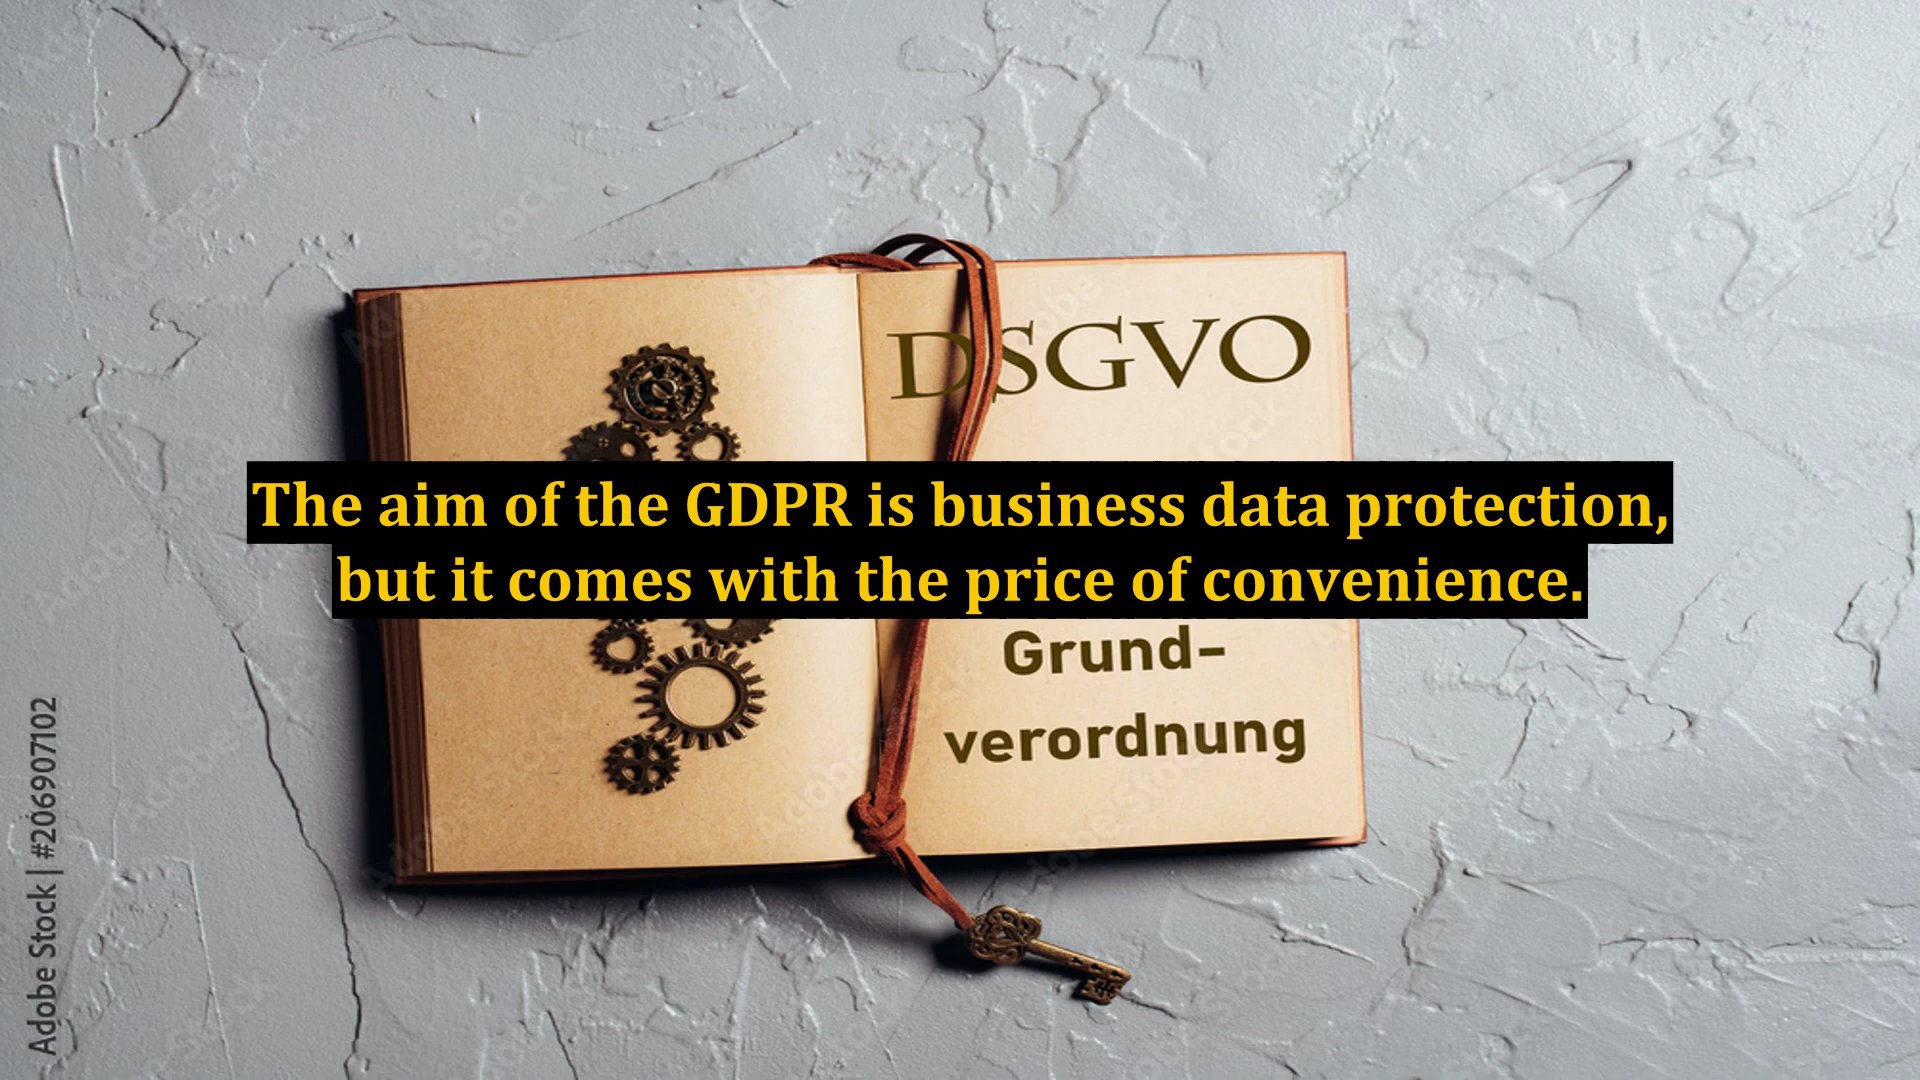 DSGVO
The aim of the GDPR is business data protection,
but it comes with the price of convenience.
Grund-
verordnung
Adobe Stock | #206907102